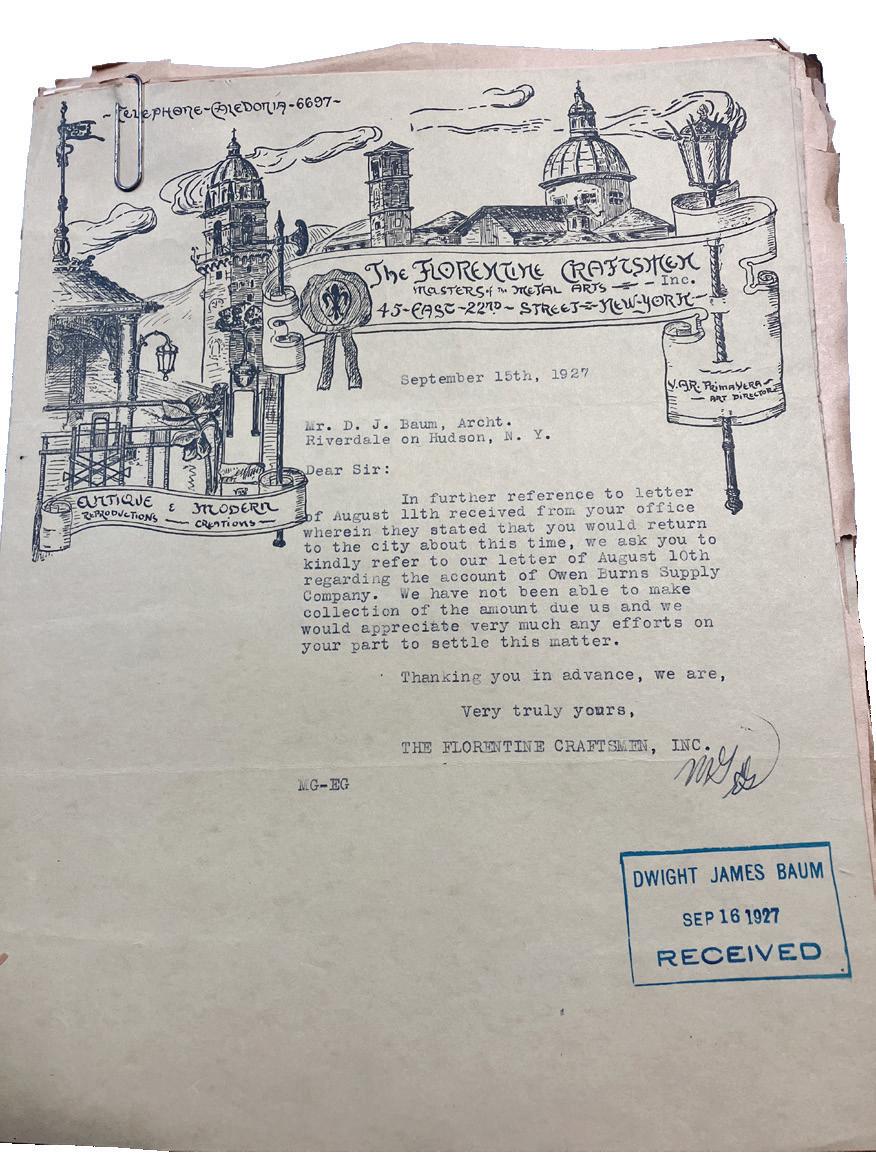 -TELEPHONE-CALEDONIA-6697-
The FLORENTINE CRAFTSMEN Inc.
MASTERS of the METAL ARTS
45-EAST-22ND-STREET-NEW-YORK-
V.GR. PRIMAVERA-
ART DIRECTOR
ANTIQUE & MODERN
REPRODUCTIONS — CREATIONS
September 15th, 1927
Mr. D. J. Baum, Archt.
Riverdale on Hudson, N. Y.
Dear Sir:
In further reference to letter
of August 11th received from your office
wherein they stated that you would return
to the city about this time, we ask you to
kindly refer to our letter of August 10th
regarding the account of Owen Burns Supply
Company. We have not been able to make
collection of the amount due us and we
would appreciate very much any efforts on
your part to settle this matter.
Thanking you in advance, we are,
Very truly yours,
THE FLORENTINE CRAFTSMEN, INC.
MG-EG
DWIGHT JAMES BAUM
SEP 16 1927
RECEIVED